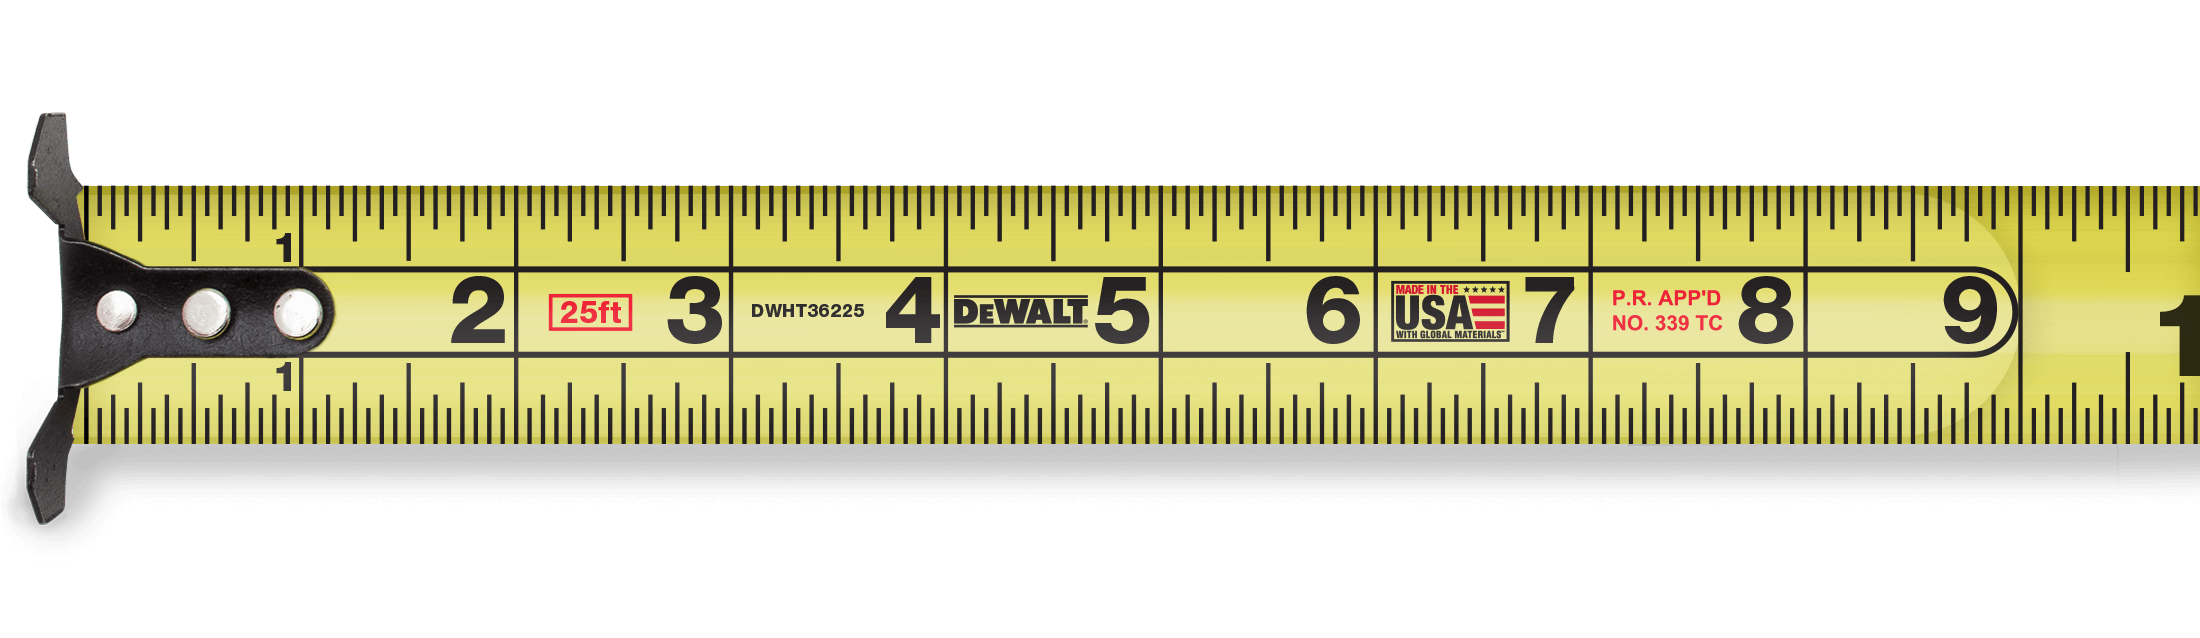 1
2
25ft
3
DWHT36225
4
DEWALT
5
6
MADE IN THE
USA
WITH GLOBAL MATERIALS
7
P.R. APP'D
NO. 339 TC
8
9
1
1